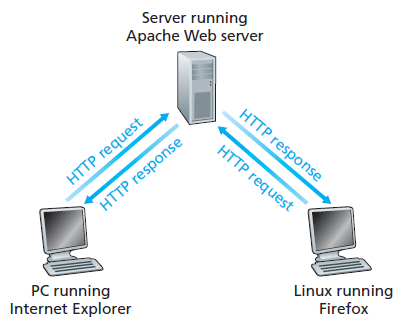 Server running
Apache Web server
HTTP request
HTTP response
HTTP response
HTTP request
PC running
Internet Explorer
Linux running
Firefox